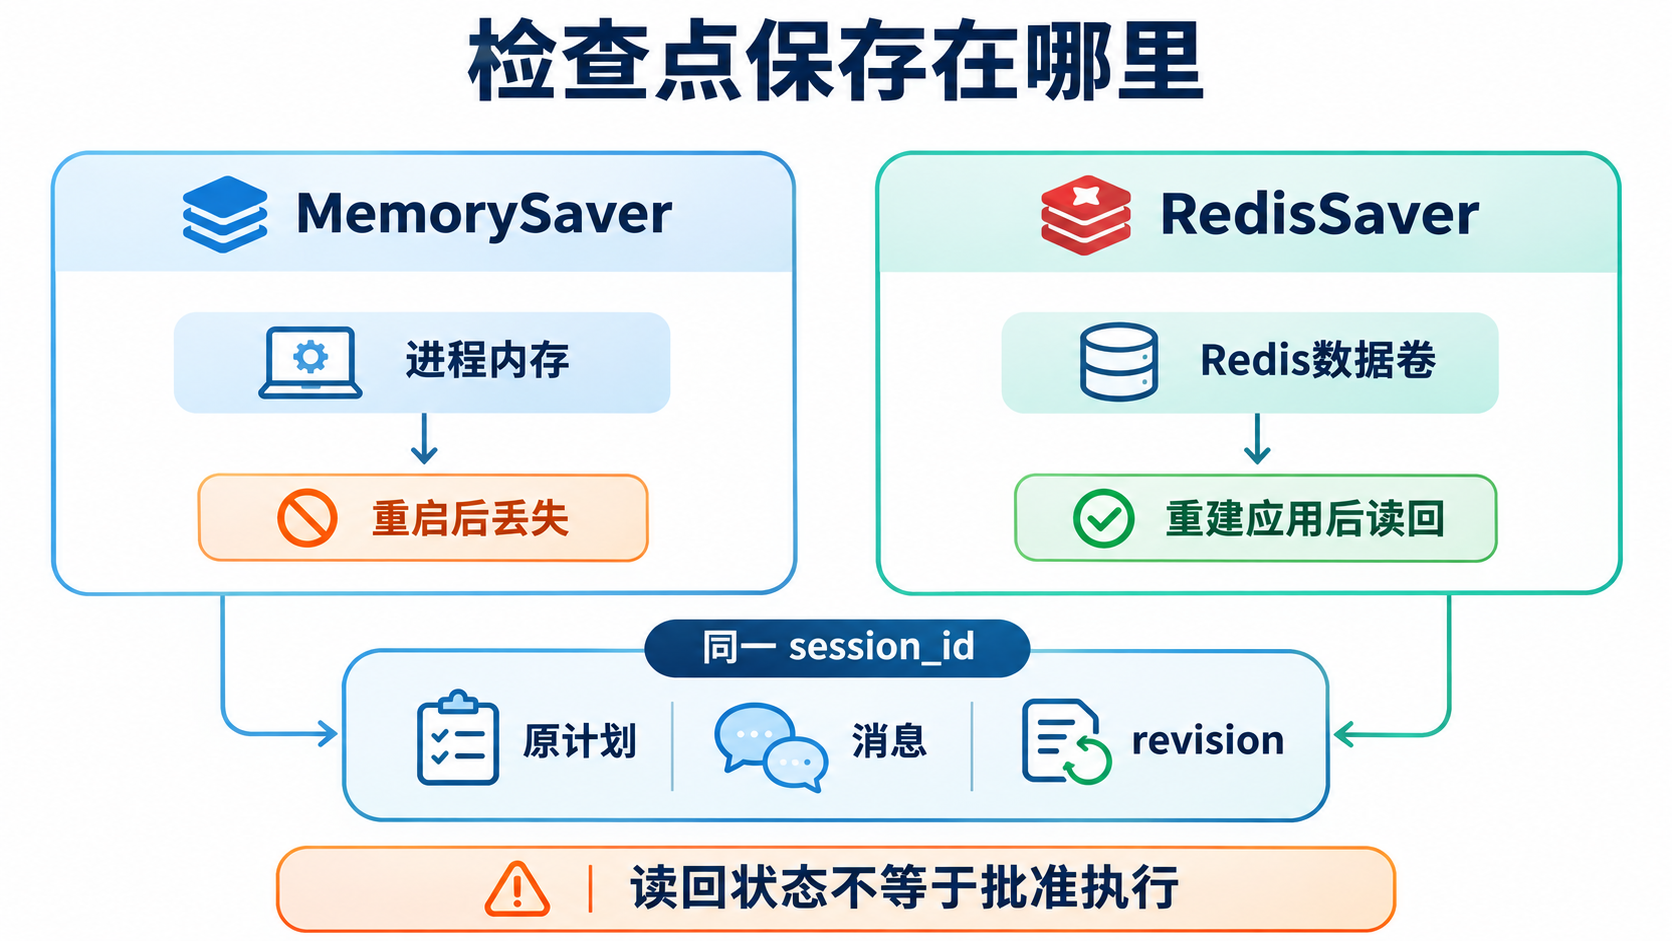 检查点保存在哪里
MemorySaver
进程内存
重启后丢失
RedisSaver
Redis数据卷
重建应用后读回
同一 session_id
原计划
消息
revision
读回状态不等于批准执行